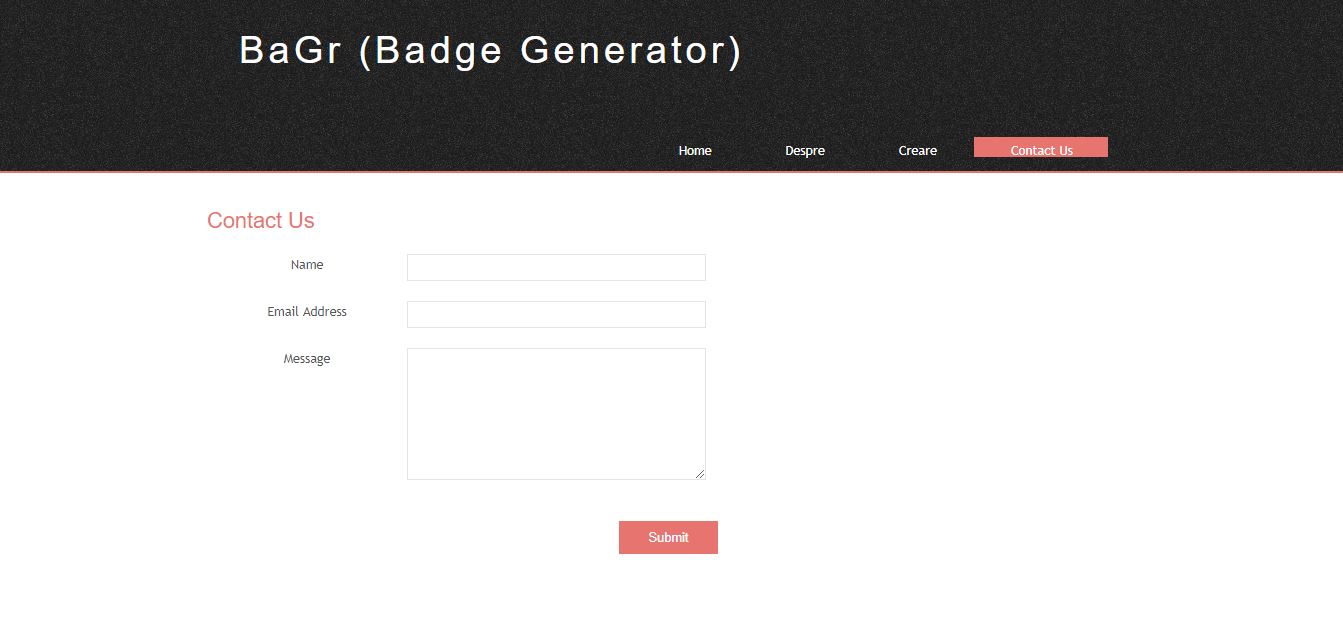 BaGr (Badge Generator)
Home Despre Creare Contact Us
Contact Us
Name
Email Address
Message
Submit